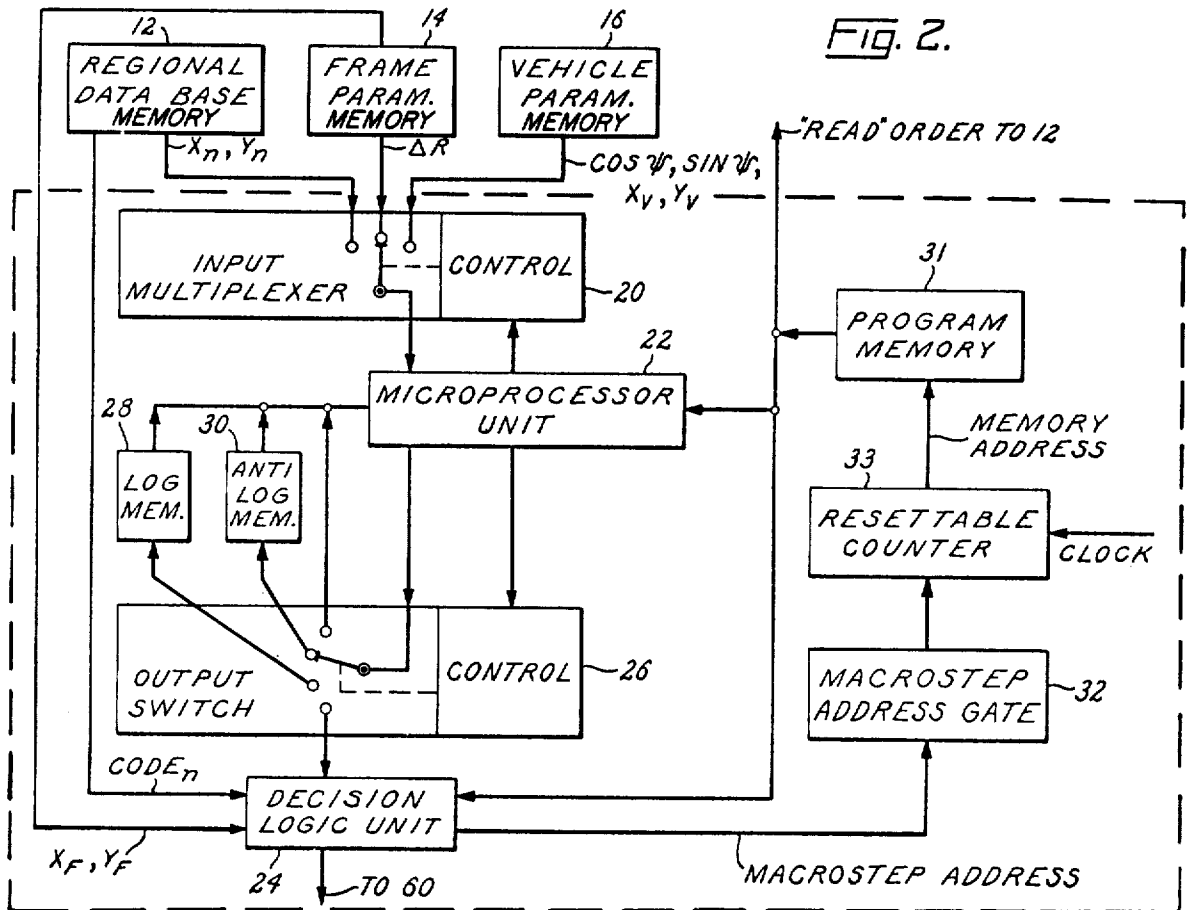 Fig. 2.
12
14
16
REGIONAL
DATA BASE
MEMORY
FRAME
PARAM.
MEMORY
VEHICLE
PARAM.
MEMORY
Xn, Yn
ΔR
COS Ψ, SIN Ψ,
XV, YV
"READ" ORDER TO 12
INPUT
MULTIPLEXER
CONTROL
20
31
PROGRAM
MEMORY
22
MICROPROCESSOR
UNIT
28
LOG
MEM.
30
ANTI
LOG
MEM.
MEMORY
ADDRESS
33
RESETTABLE
COUNTER
CLOCK
OUTPUT
SWITCH
CONTROL
26
MACROSTEP
ADDRESS GATE
32
CODEn
DECISION
LOGIC UNIT
XF, YF
24
TO 60
MACROSTEP ADDRESS